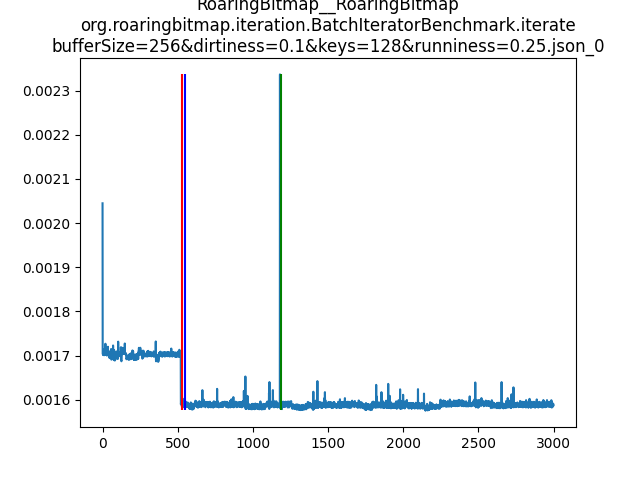 RoaringBitmap__RoaringBitmap
org.roaringbitmap.iteration.BatchIteratorBenchmark.iterate
bufferSize=256&dirtiness=0.1&keys=128&runniness=0.25.json_0
0.0023
0.0022
0.0021
0.0020
0.0019
0.0018
0.0017
0.0016
0 500 1000 1500 2000 2500 3000